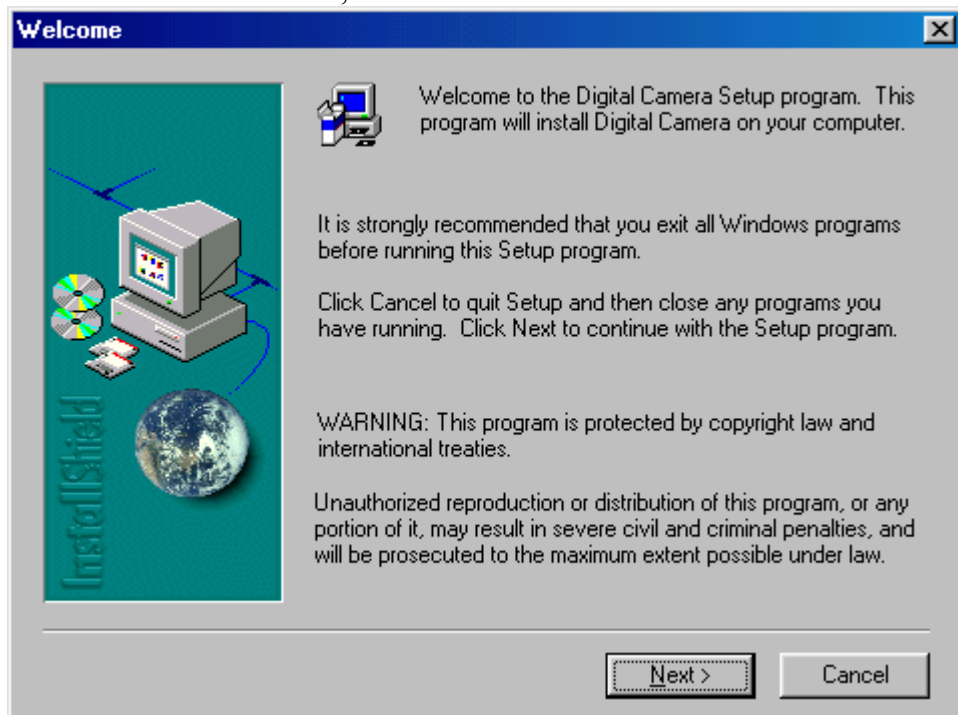 Welcome
Welcome to the Digital Camera Setup program. This
program will install Digital Camera on your computer.
It is strongly recommended that you exit all Windows programs
before running this Setup program.
Click Cancel to quit Setup and then close any programs you
have running. Click Next to continue with the Setup program.
WARNING: This program is protected by copyright law and
international treaties.
Unauthorized reproduction or distribution of this program, or any
portion of it, may result in severe civil and criminal penalties, and
will be prosecuted to the maximum extent possible under law.
InstallShield
Next >
Cancel